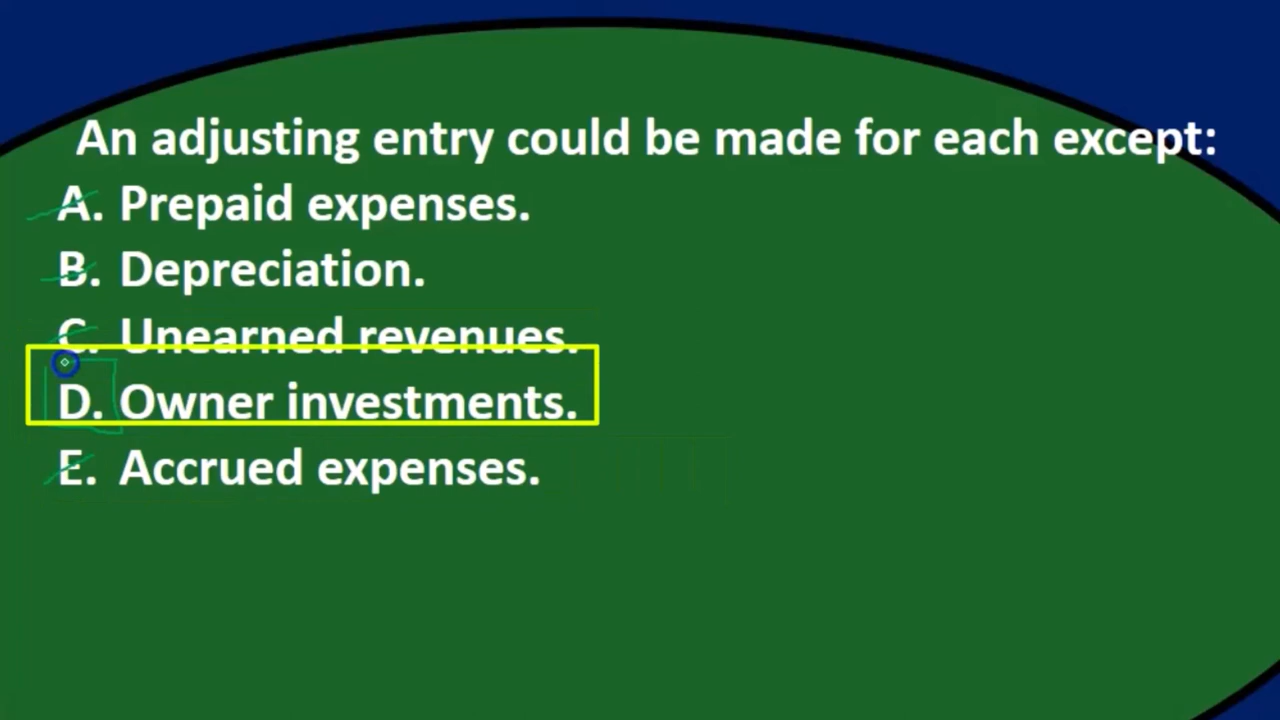 An adjusting entry could be made for each except:
A. Prepaid expenses.
B. Depreciation.
C. Unearned revenues.
D. Owner investments.
E. Accrued expenses.